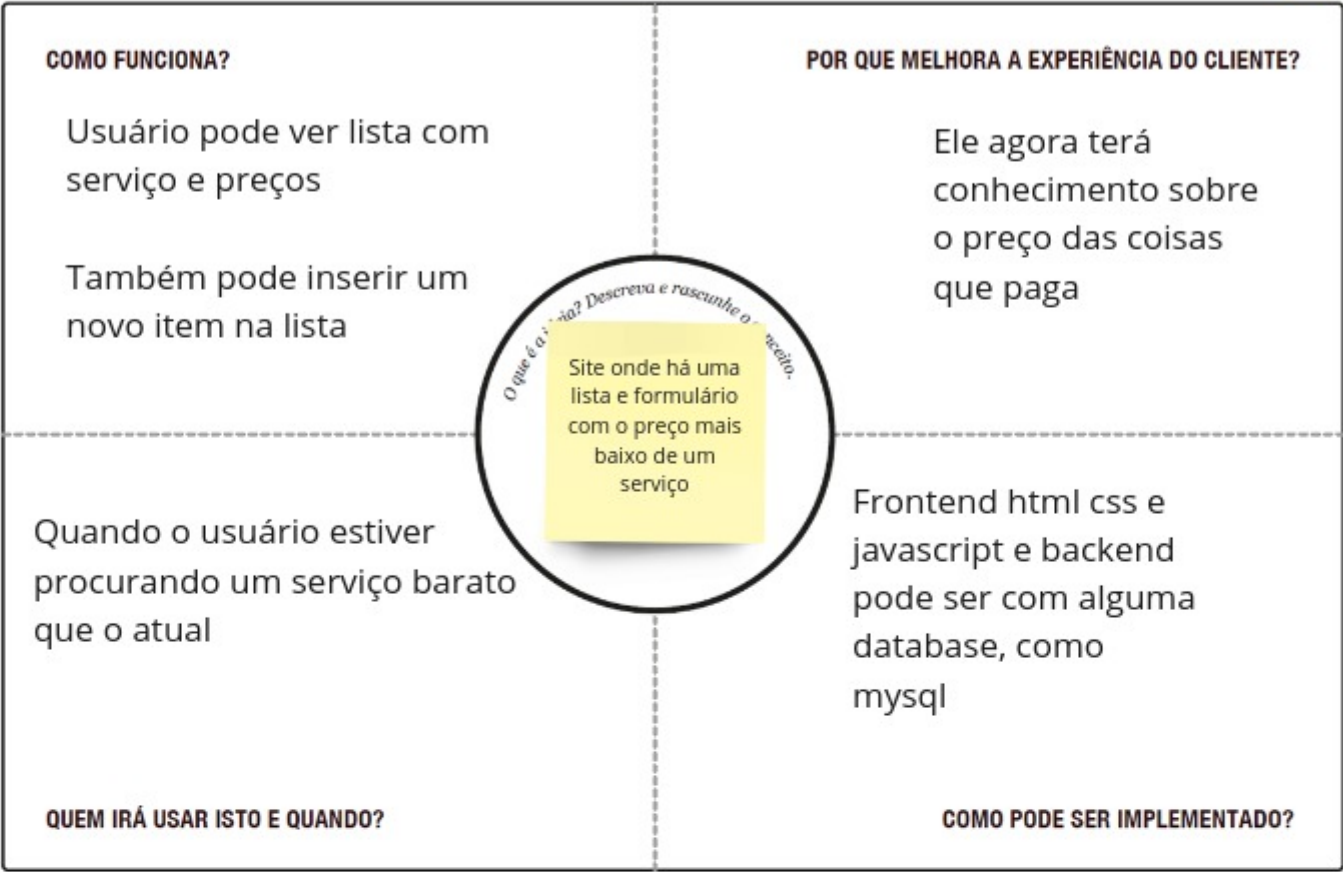 COMO FUNCIONA?
Usuário pode ver lista com
serviço e preços
Também pode inserir um
novo item na lista
POR QUE MELHORA A EXPERIÊNCIA DO CLIENTE?
Ele agora terá
conhecimento sobre
o preço das coisas
que paga
O que é a Descreva e rascunhe o
Site onde há uma
lista e formulário
com o preço mais
baixo de um
serviço
Quando o usuário estiver
procurando um serviço barato
que o atual
QUEM IRÁ USAR ISTO E QUANDO?
Frontend html css e
javascript e backend
pode ser com alguma
database, como
mysql
COMO PODE SER IMPLEMENTADO?